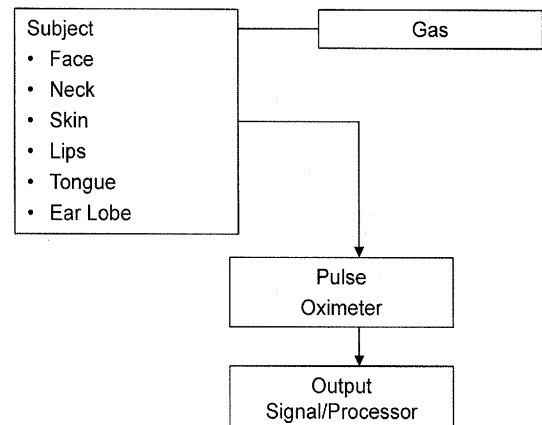 Subject
• Face
• Neck
• Skin
• Lips
• Tongue
• Ear Lobe
Gas
Pulse
Oximeter
Output
Signal/Processor